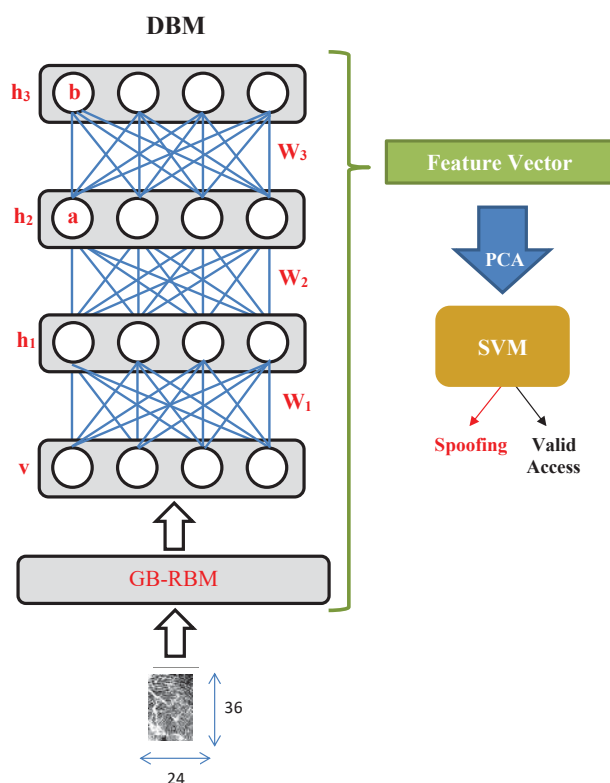 DBM
h₃
b
W₃
h₂
a
W₂
h₁
W₁
v
GB-RBM
36
24
Feature Vector
PCA
SVM
Spoofing
Valid
Access